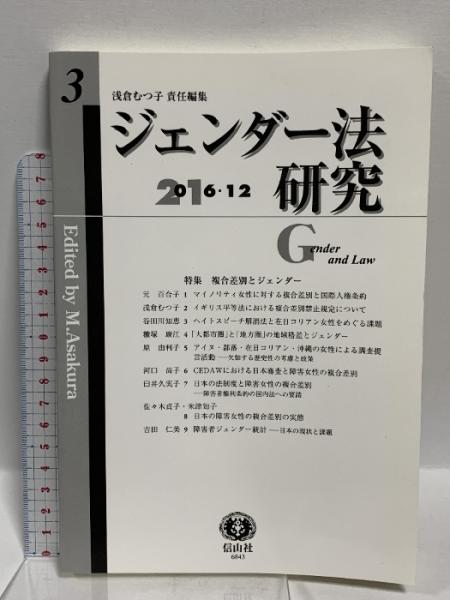 3
浅倉むつ子 責任編集
ジェンダー法
研究
2016・12
Gender
and Law
Edited by M.Asakura
特集 複合差別とジェンダー
元 百合子 1 マイノリティ女性に対する複合差別と国際人権条約
浅倉むつ子 2 イギリス平等法における複合差別禁止規定について
谷田川知恵 3 ヘイトスピーチ解消法と在日コリアン女性をめぐる課題
糠塚 康江 4 「大都市圏」と「地方圏」の地域格差とジェンダー
原 由利子 5 アイヌ・部落・在日コリアン・沖縄の女性による調査提
言活動――欠如する歴史性の考慮と政策
河口 尚子 6 CEDAWにおける日本審査と障害女性の複合差別
臼井久実子 7 日本の法制度と障害女性の複合差別
――障害者権利条約の国内法への要請
佐々木貞子・米津知子
8 日本の障害女性の複合差別の実態
吉田 仁美 9 障害者ジェンダー統計――日本の現状と課題
信山社
6843
1 2 3 4 5 6 7 8